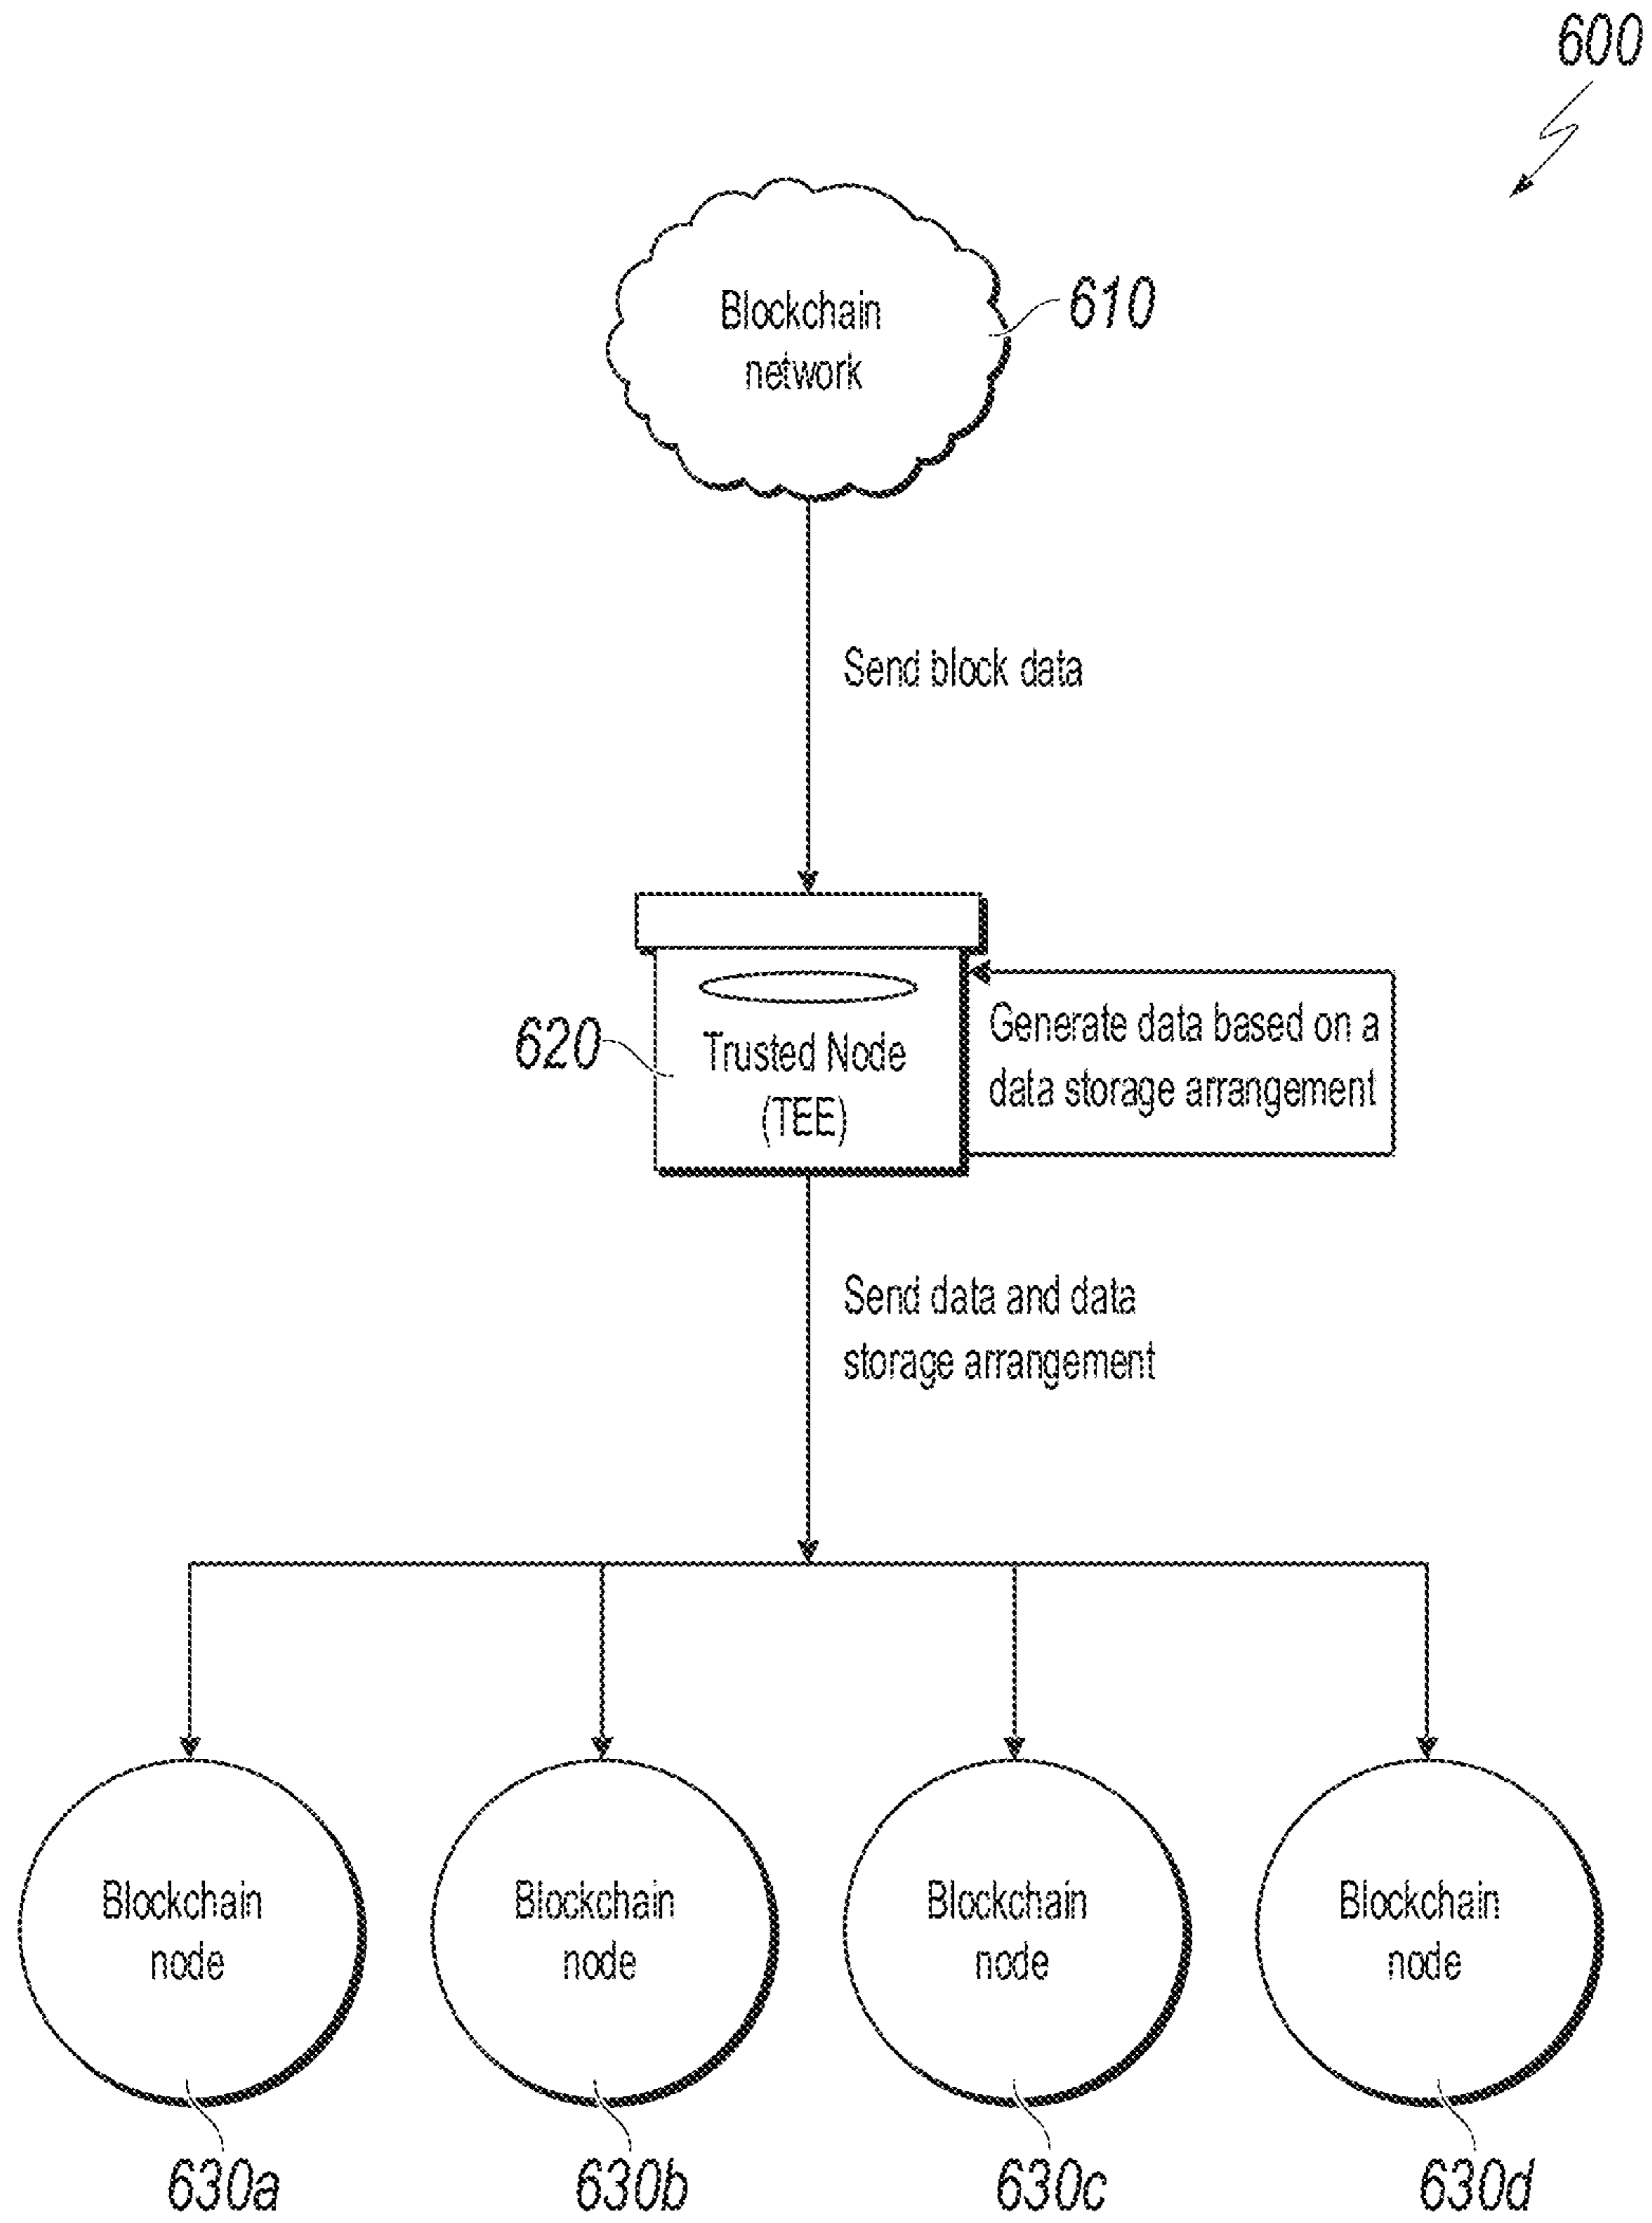 600
Blockchain
network
610
Send block data
620
Trusted Node
(TEE)
Generate data based on a
data storage arrangement
Send data and data
storage arrangement
Blockchain
node
Blockchain
node
Blockchain
node
Blockchain
node
630a
630b
630c
630d